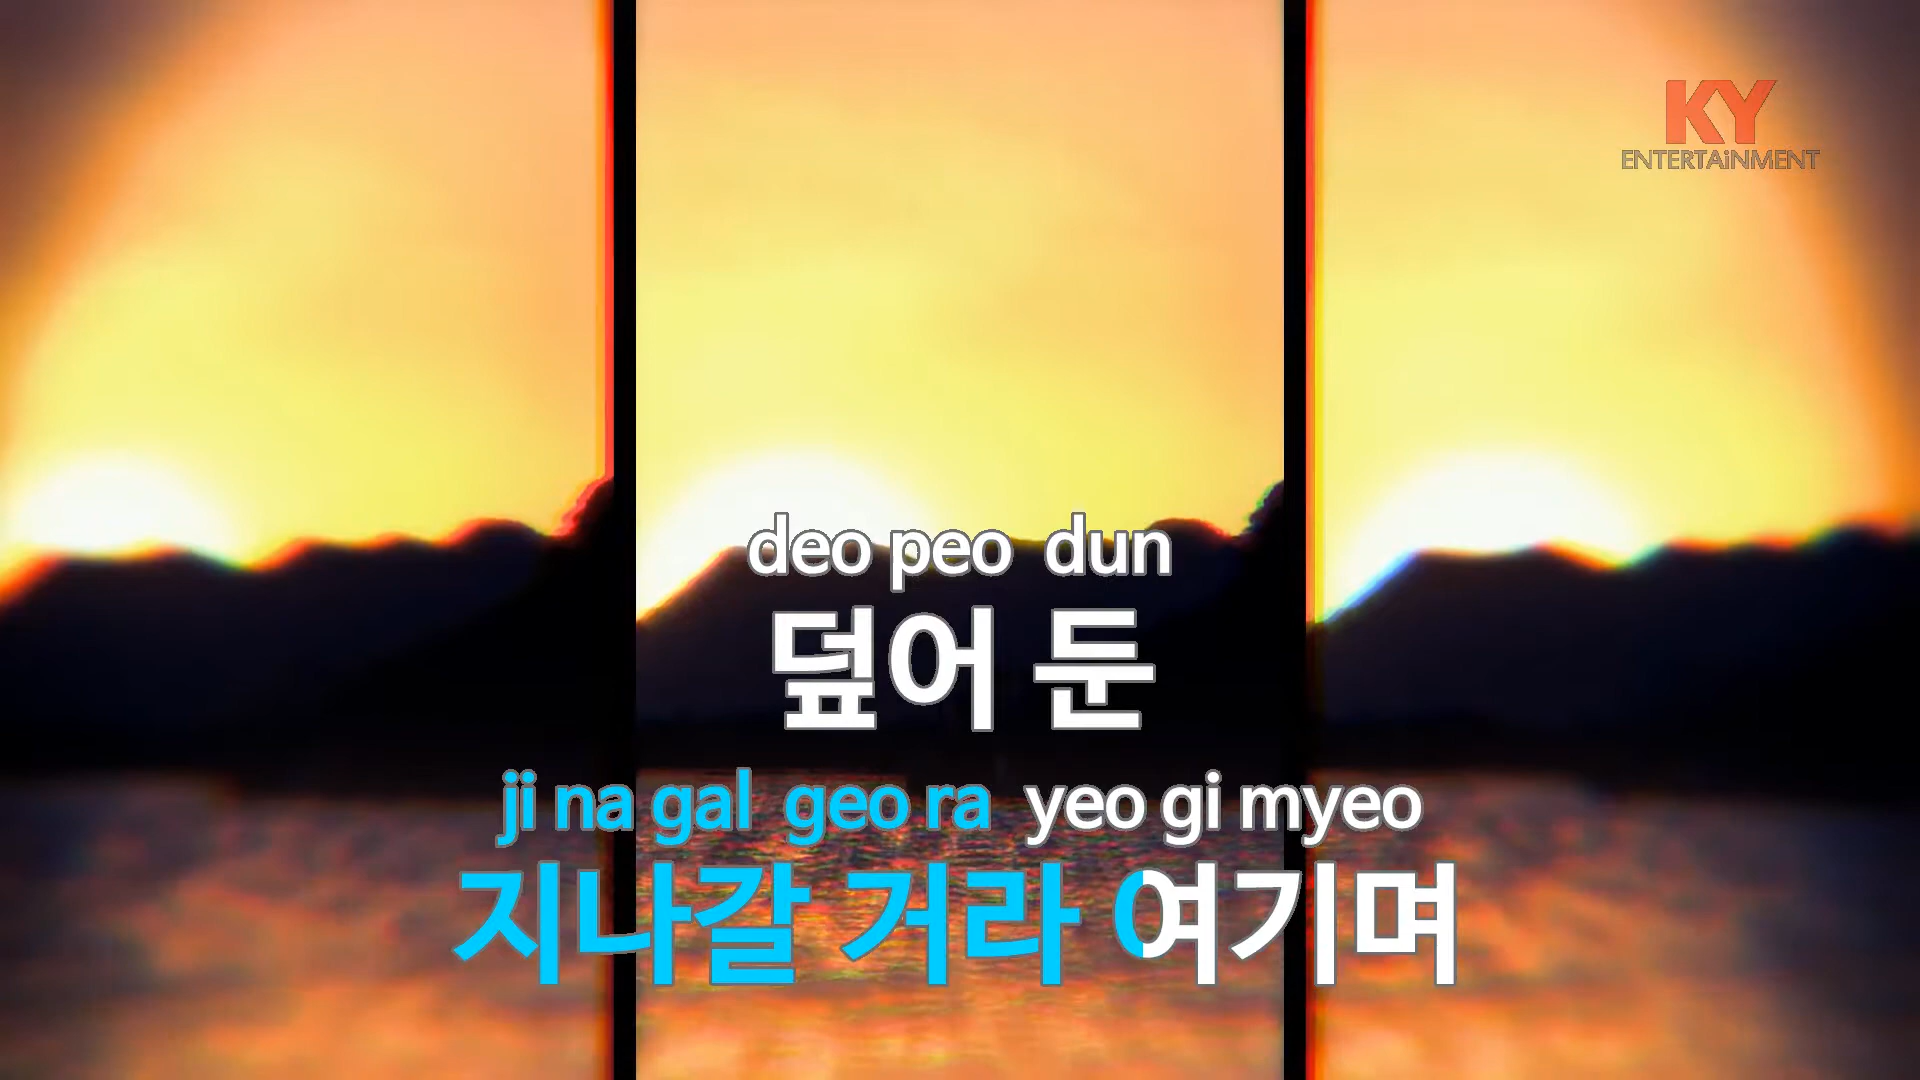 KY
ENTERTAiNMENT
deo peo dun
덮어 둔
ji na gal geo ra yeo gi myeo
지나갈 거라 여기며